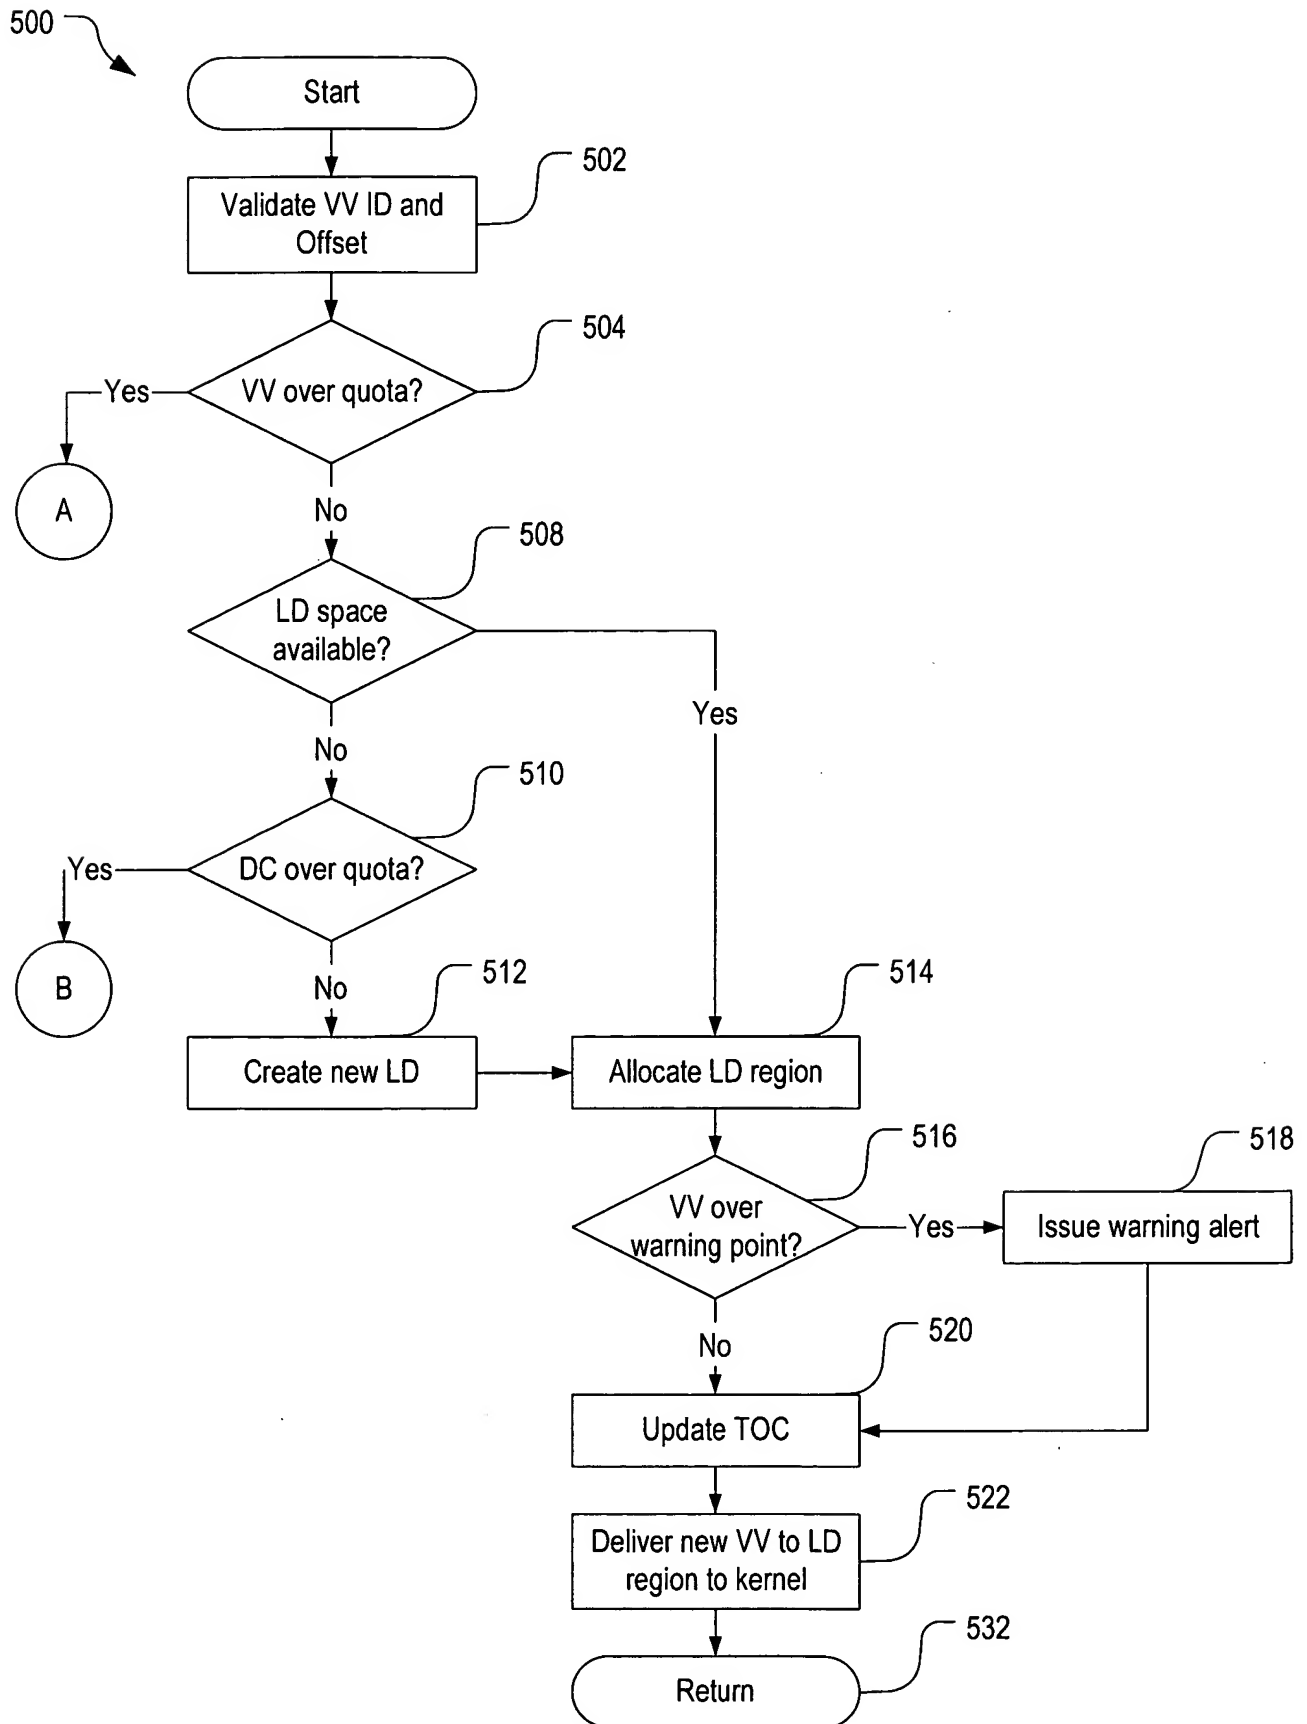 500
Start
502
Validate VV ID and
Offset
504
VV over quota?
Yes
A
No
508
LD space
available?
Yes
No
510
DC over quota?
Yes
B
No
512
Create new LD
514
Allocate LD region
516
VV over
warning point?
Yes
518
Issue warning alert
No
520
Update TOC
522
Deliver new VV to LD
region to kernel
532
Return